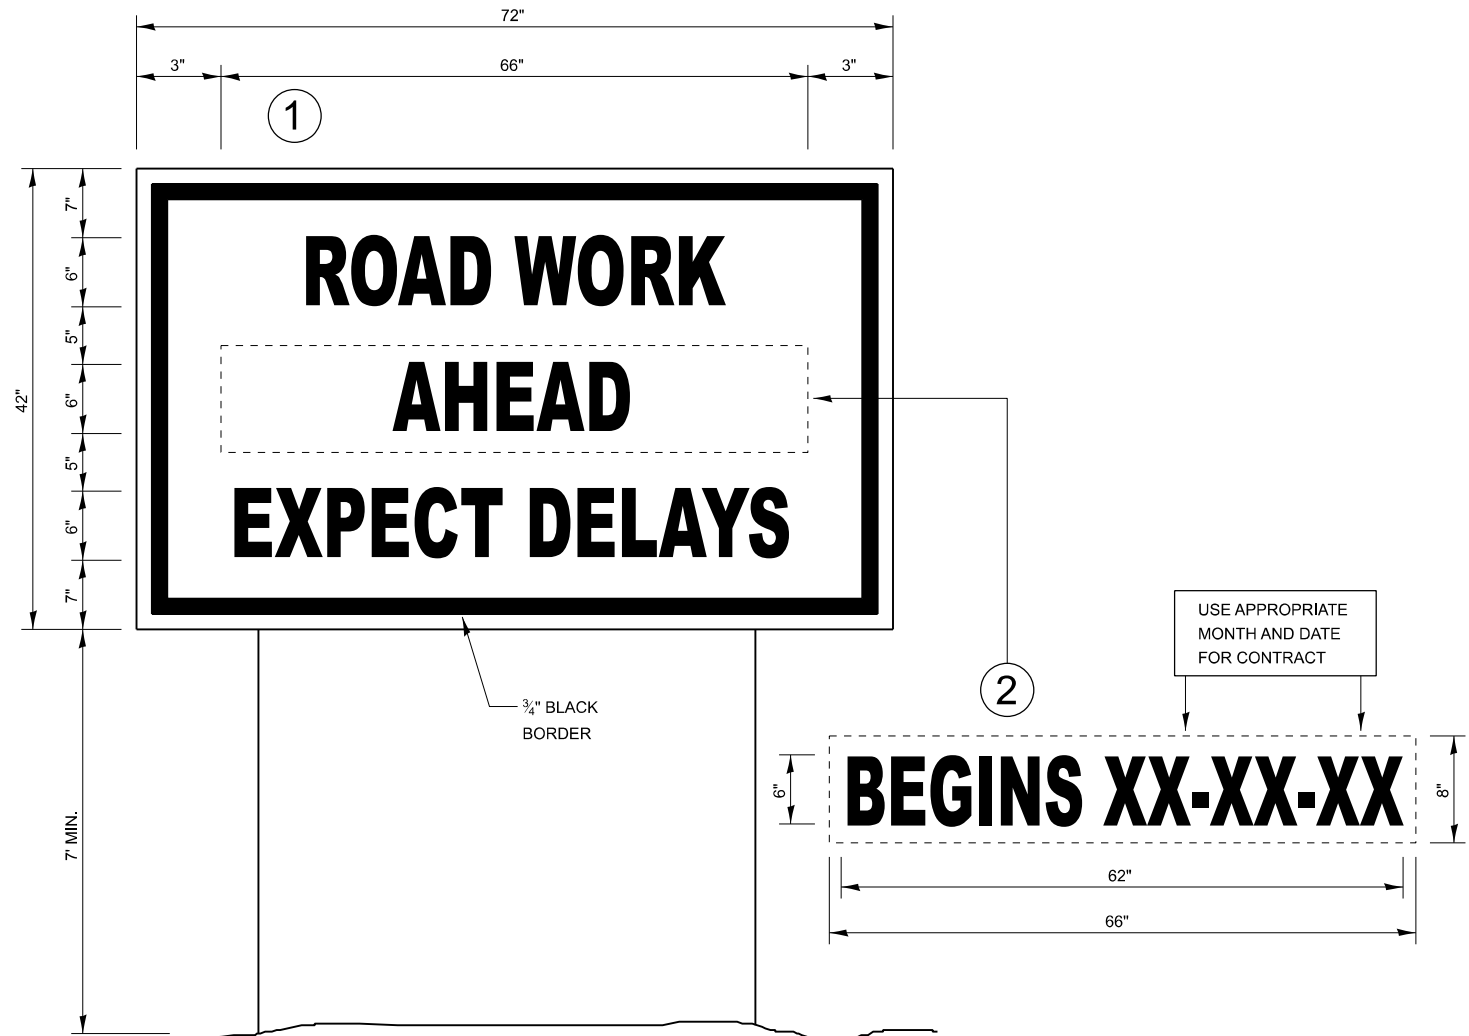 72"
3" 66" 3"
1
7"
ROAD WORK
6"
5"
42"
6"
AHEAD
5"
EXPECT DELAYS
6"
7"
USE APPROPRIATE
MONTH AND DATE
FOR CONTRACT
2
¾" BLACK
BORDER
7' MIN.
6"
BEGINS XX-XX-XX
8"
62"
66"